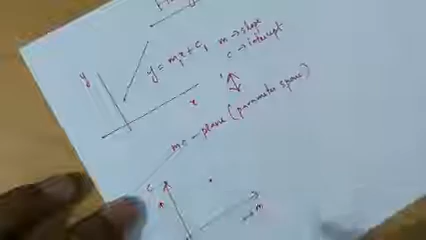 y = mx + c, m → slope
c → intercept
y
x
mc - plane (parameter space)
c
m